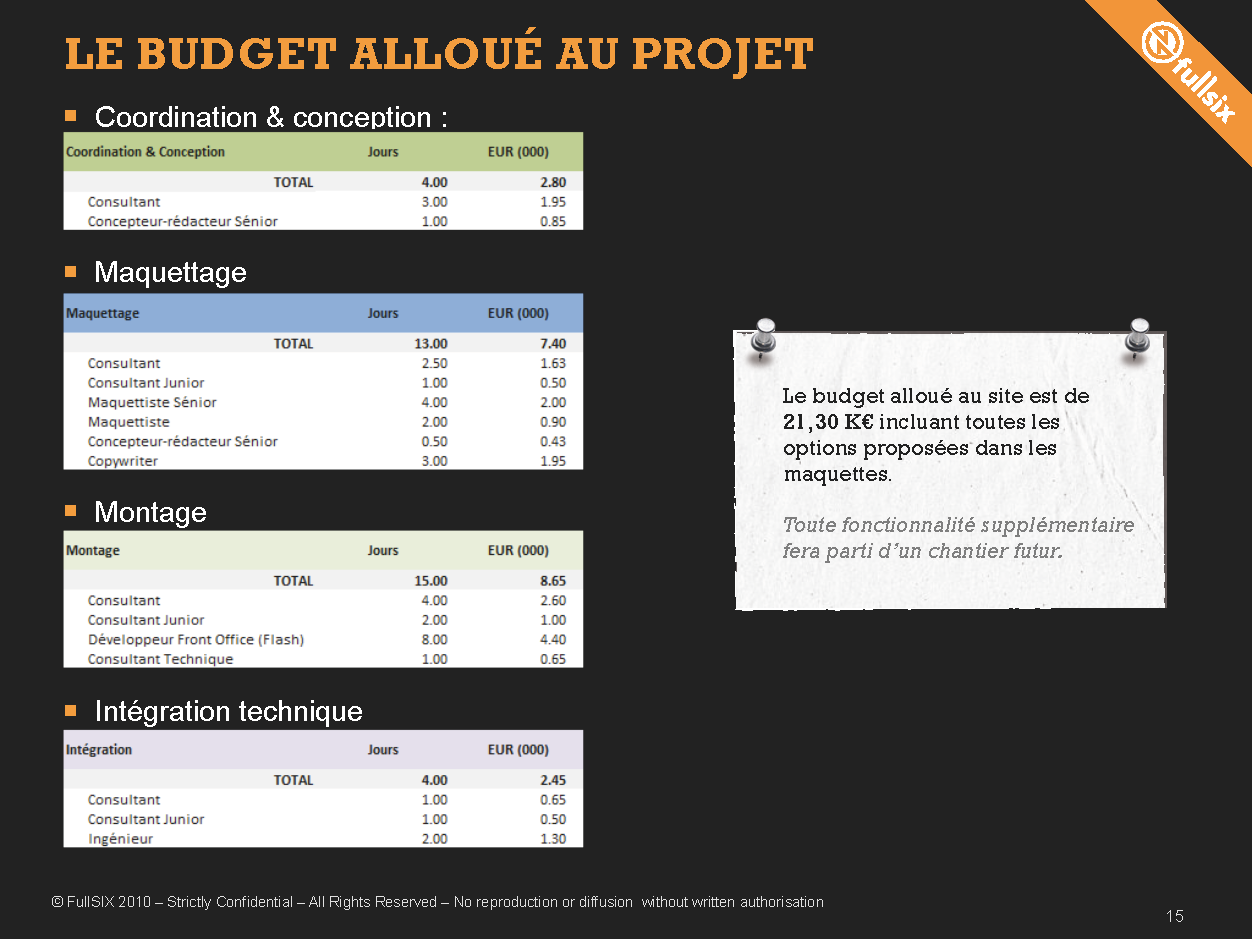 LE BUDGET ALLOUÉ AU PROJET
fullsix
Coordination & conception :
Coordination & Conception Jours EUR (000)
TOTAL 4.00 2.80
Consultant 3.00 1.95
Concepteur-rédacteur Sénior 1.00 0.85
Maquettage
Maquettage Jours EUR (000)
TOTAL 13.00 7.40
Consultant 2.50 1.63
Consultant Junior 1.00 0.50
Maquettiste Sénior 4.00 2.00
Maquettiste 2.00 0.90
Concepteur-rédacteur Sénior 0.50 0.43
Copywriter 3.00 1.95
Montage
Montage Jours EUR (000)
TOTAL 15.00 8.65
Consultant 4.00 2.60
Consultant Junior 2.00 1.00
Développeur Front Office (Flash) 8.00 4.40
Consultant Technique 1.00 0.65
Intégration technique
Intégration Jours EUR (000)
TOTAL 4.00 2.45
Consultant 1.00 0.65
Consultant Junior 1.00 0.50
Ingénieur 2.00 1.30
Le budget alloué au site est de
21,30 K€ incluant toutes les
options proposées dans les
maquettes.
Toute fonctionnalité supplémentaire
fera parti d’un chantier futur.
© FullSIX 2010 – Strictly Confidential – All Rights Reserved – No reproduction or diffusion without written authorisation
15